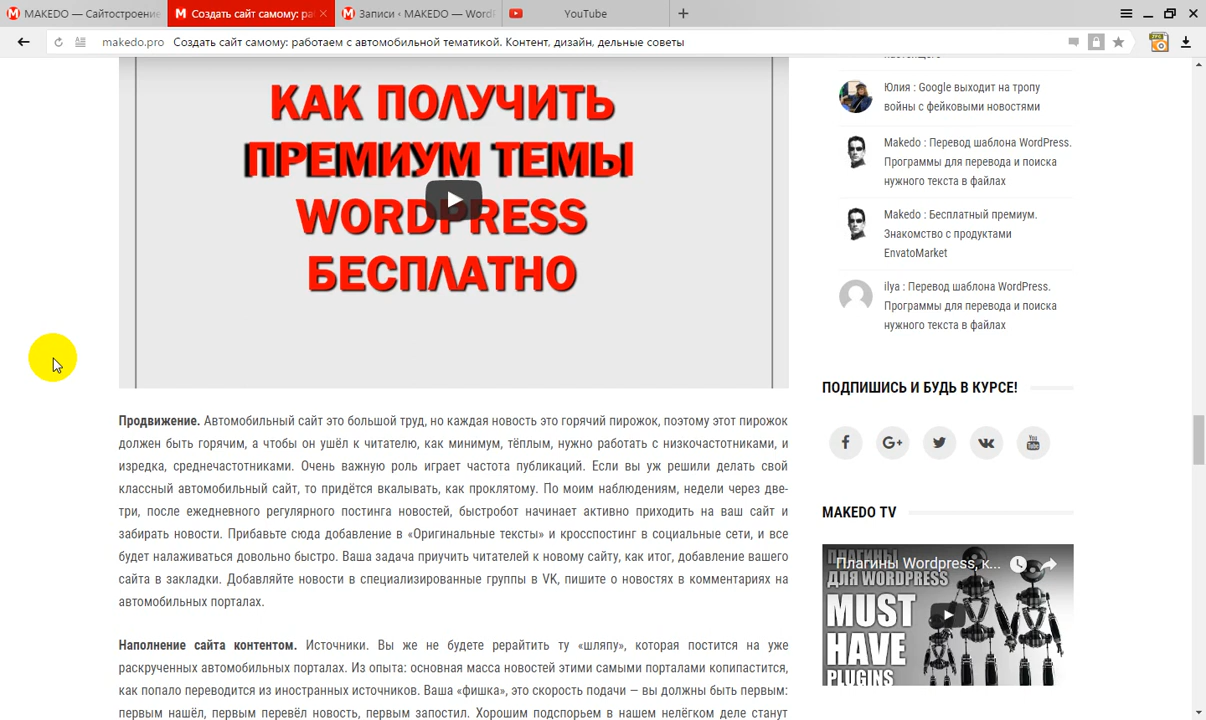 MAKEDO — Сайтостроение
Создать сайт самому: ра
Записи ‹ MAKEDO — Word
YouTube
makedo.pro Создать сайт самому: работаем с автомобильной тематикой. Контент, дизайн, дельные советы
КАК ПОЛУЧИТЬ
ПРЕМИУМ ТЕМЫ
WORDPRESS
БЕСПЛАТНО
Продвижение. Автомобильный сайт это большой труд, но каждая новость это горячий пирожок, поэтому этот пирожок
должен быть горячим, а чтобы он ушёл к читателю, как минимум, тёплым, нужно работать с низкочастотниками, и
изредка, среднечастотниками. Очень важную роль играет частота публикаций. Если вы уж решили делать свой
классный автомобильный сайт, то придётся вкалывать, как проклятому. По моим наблюдениям, недели через две-
три, после ежедневного регулярного постинга новостей, быстробот начинает активно приходить на ваш сайт и
забирать новости. Прибавьте сюда добавление в «Оригинальные тексты» и кросспостинг в социальные сети, и все
будет налаживаться довольно быстро. Ваша задача приучить читателей к новому сайту, как итог, добавление вашего
сайта в закладки. Добавляйте новости в специализированные группы в VK, пишите о новостях в комментариях на
автомобильных порталах.
Наполнение сайта контентом. Источники. Вы же не будете рерайтить ту «шляпу», которая постится на уже
раскрученных автомобильных порталах. Из опыта: основная масса новостей этими самыми порталами копипастится,
как попало переводится из иностранных источников. Ваша «фишка», это скорость подачи — вы должны быть первым:
первым нашёл, первым перевёл новость, первым запостил. Хорошим подспорьем в нашем нелёгком деле станут
настоящего
Юлия : Google выходит на тропу
войны с фейковыми новостями
Makedo : Перевод шаблона WordPress.
Программы для перевода и поиска
нужного текста в файлах
Makedo : Бесплатный премиум.
Знакомство с продуктами
EnvatoMarket
ilya : Перевод шаблона WordPress.
Программы для перевода и поиска
нужного текста в файлах
ПОДПИШИСЬ И БУДЬ В КУРСЕ!
MAKEDO TV
Плагины Wordpress, к...
ПЛАГИНЫ
ДЛЯ WORDPRESS
MUST
HAVE
PLUGINS